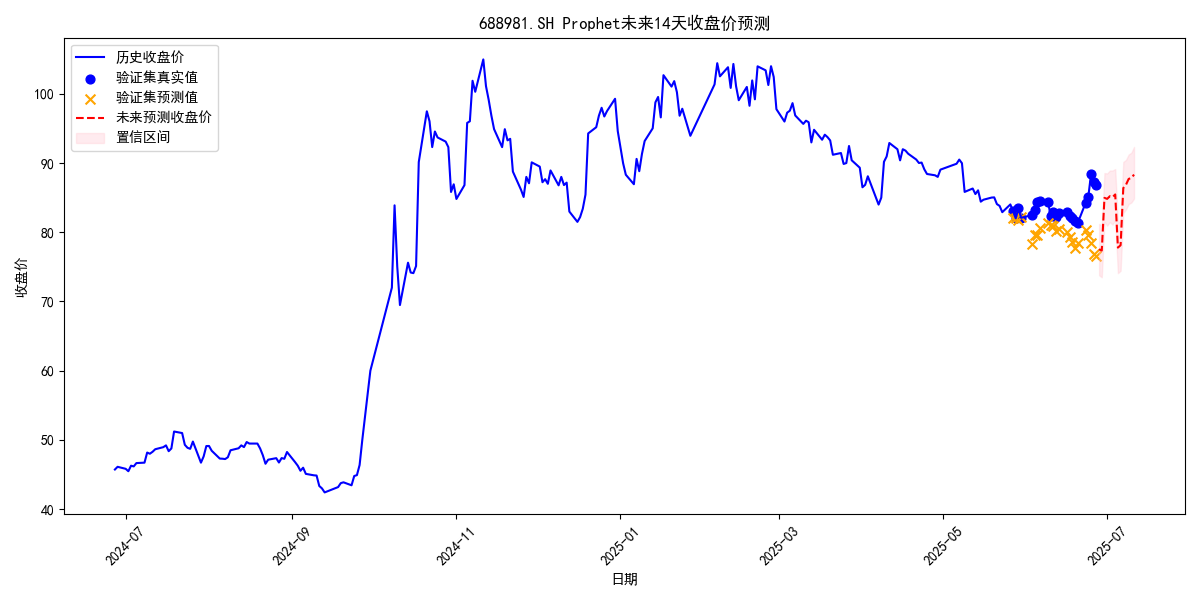 688981.SH Prophet未来14天收盘价预测
历史收盘价
验证集真实值
验证集预测值
未来预测收盘价
置信区间
收盘价
100
90
80
70
60
50
40
2024-07
2024-09
2024-11
2025-01
2025-03
2025-05
2025-07
日期